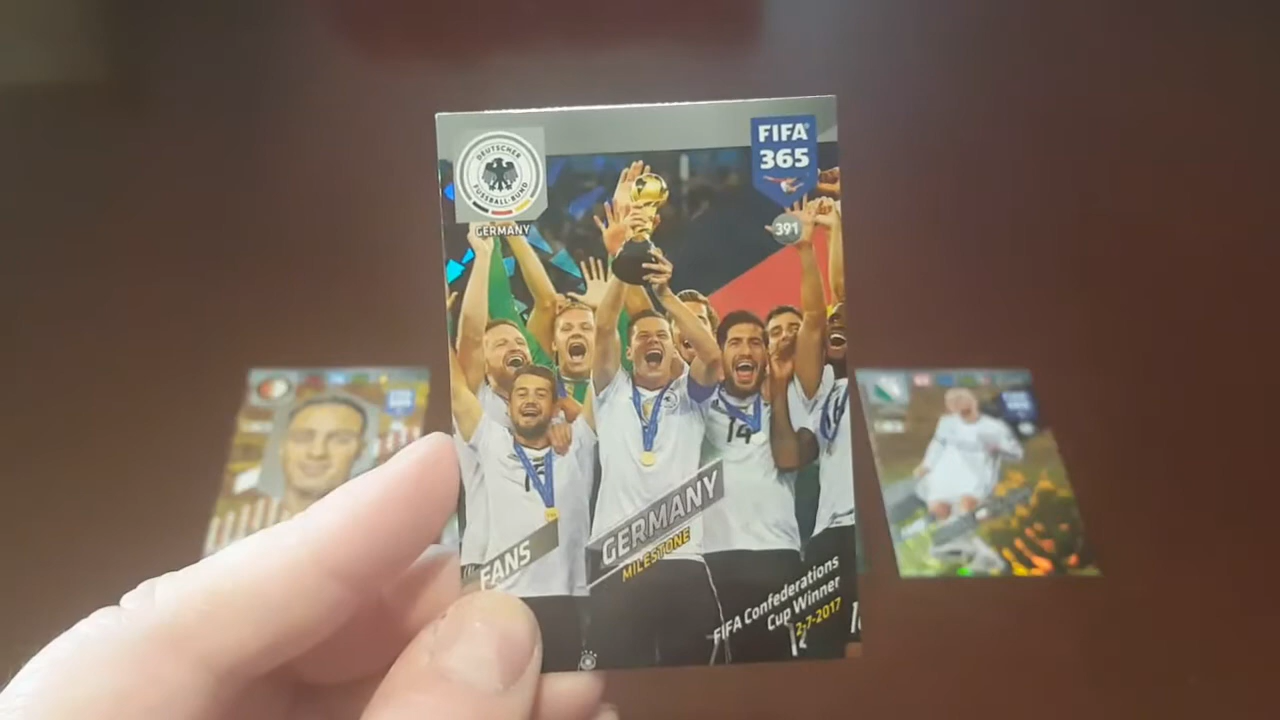 DEUTSCHER
FUSSBALL-BUND
GERMANY
FIFA
365
391
14
FANS
GERMANY
MILESTONE
FIFA Confederations
Cup Winner
2-7-2017